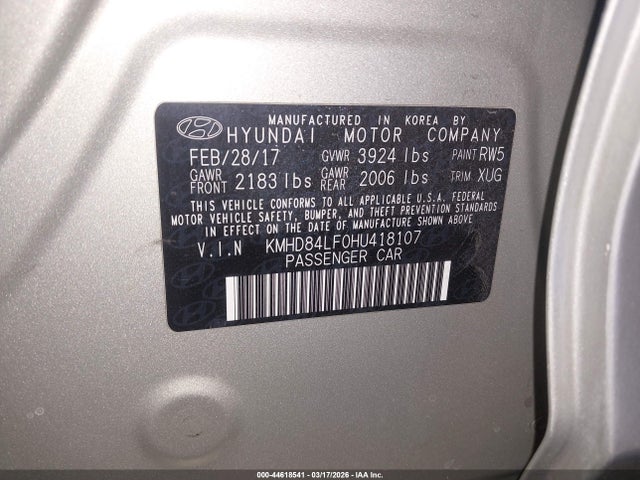 MANUFACTURED IN KOREA BY
HYUNDAI MOTOR COMPANY
FEB/28/17 GVWR 3924 lbs PAINT RW5
GAWR FRONT 2183 lbs GAWR REAR 2006 lbs TRIM XUG
THIS VEHICLE CONFORMS TO ALL APPLICABLE U.S.A. FEDERAL
MOTOR VEHICLE SAFETY, BUMPER, AND THEFT PREVENTION STANDARDS
IN EFFECT ON THE DATE OF MANUFACTURE SHOWN ABOVE.
V.I.N KMHD84LF0HU418107
PASSENGER CAR
000-44618541 - 03/17/2026 - IAA Inc.